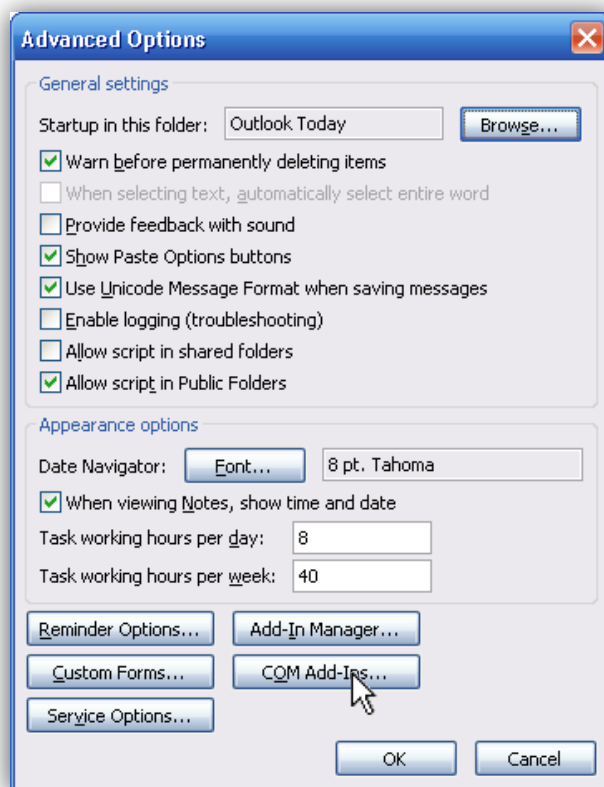 Advanced Options
General settings
Startup in this folder: Outlook Today Browse...
Warn before permanently deleting items
When selecting text, automatically select entire word
Provide feedback with sound
Show Paste Options buttons
Use Unicode Message Format when saving messages
Enable logging (troubleshooting)
Allow script in shared folders
Allow script in Public Folders
Appearance options
Date Navigator: Font... 8 pt. Tahoma
When viewing Notes, show time and date
Task working hours per day: 8
Task working hours per week: 40
Reminder Options... Add-In Manager...
Custom Forms... COM Add-Ins...
Service Options...
OK Cancel